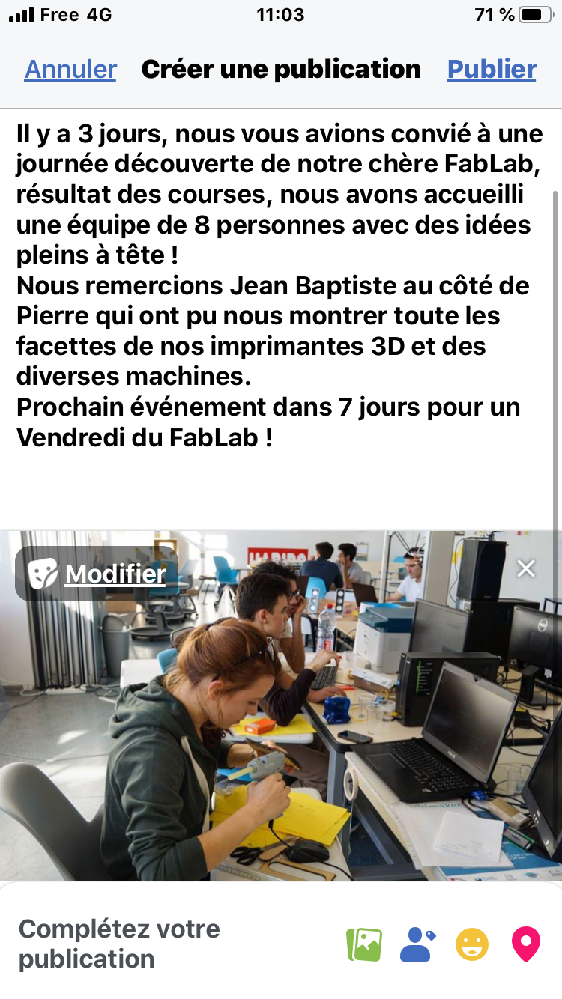 Free 4G 11:03 71 %
Annuler Créer une publication Publier
Il y a 3 jours, nous vous avions convié à une
journée découverte de notre chère FabLab,
résultat des courses, nous avons accueilli
une équipe de 8 personnes avec des idées
pleins à tête !
Nous remercions Jean Baptiste au côté de
Pierre qui ont pu nous montrer toute les
facettes de nos imprimantes 3D et des
diverses machines.
Prochain événement dans 7 jours pour un
Vendredi du FabLab !
Modifier
Complétez votre
publication